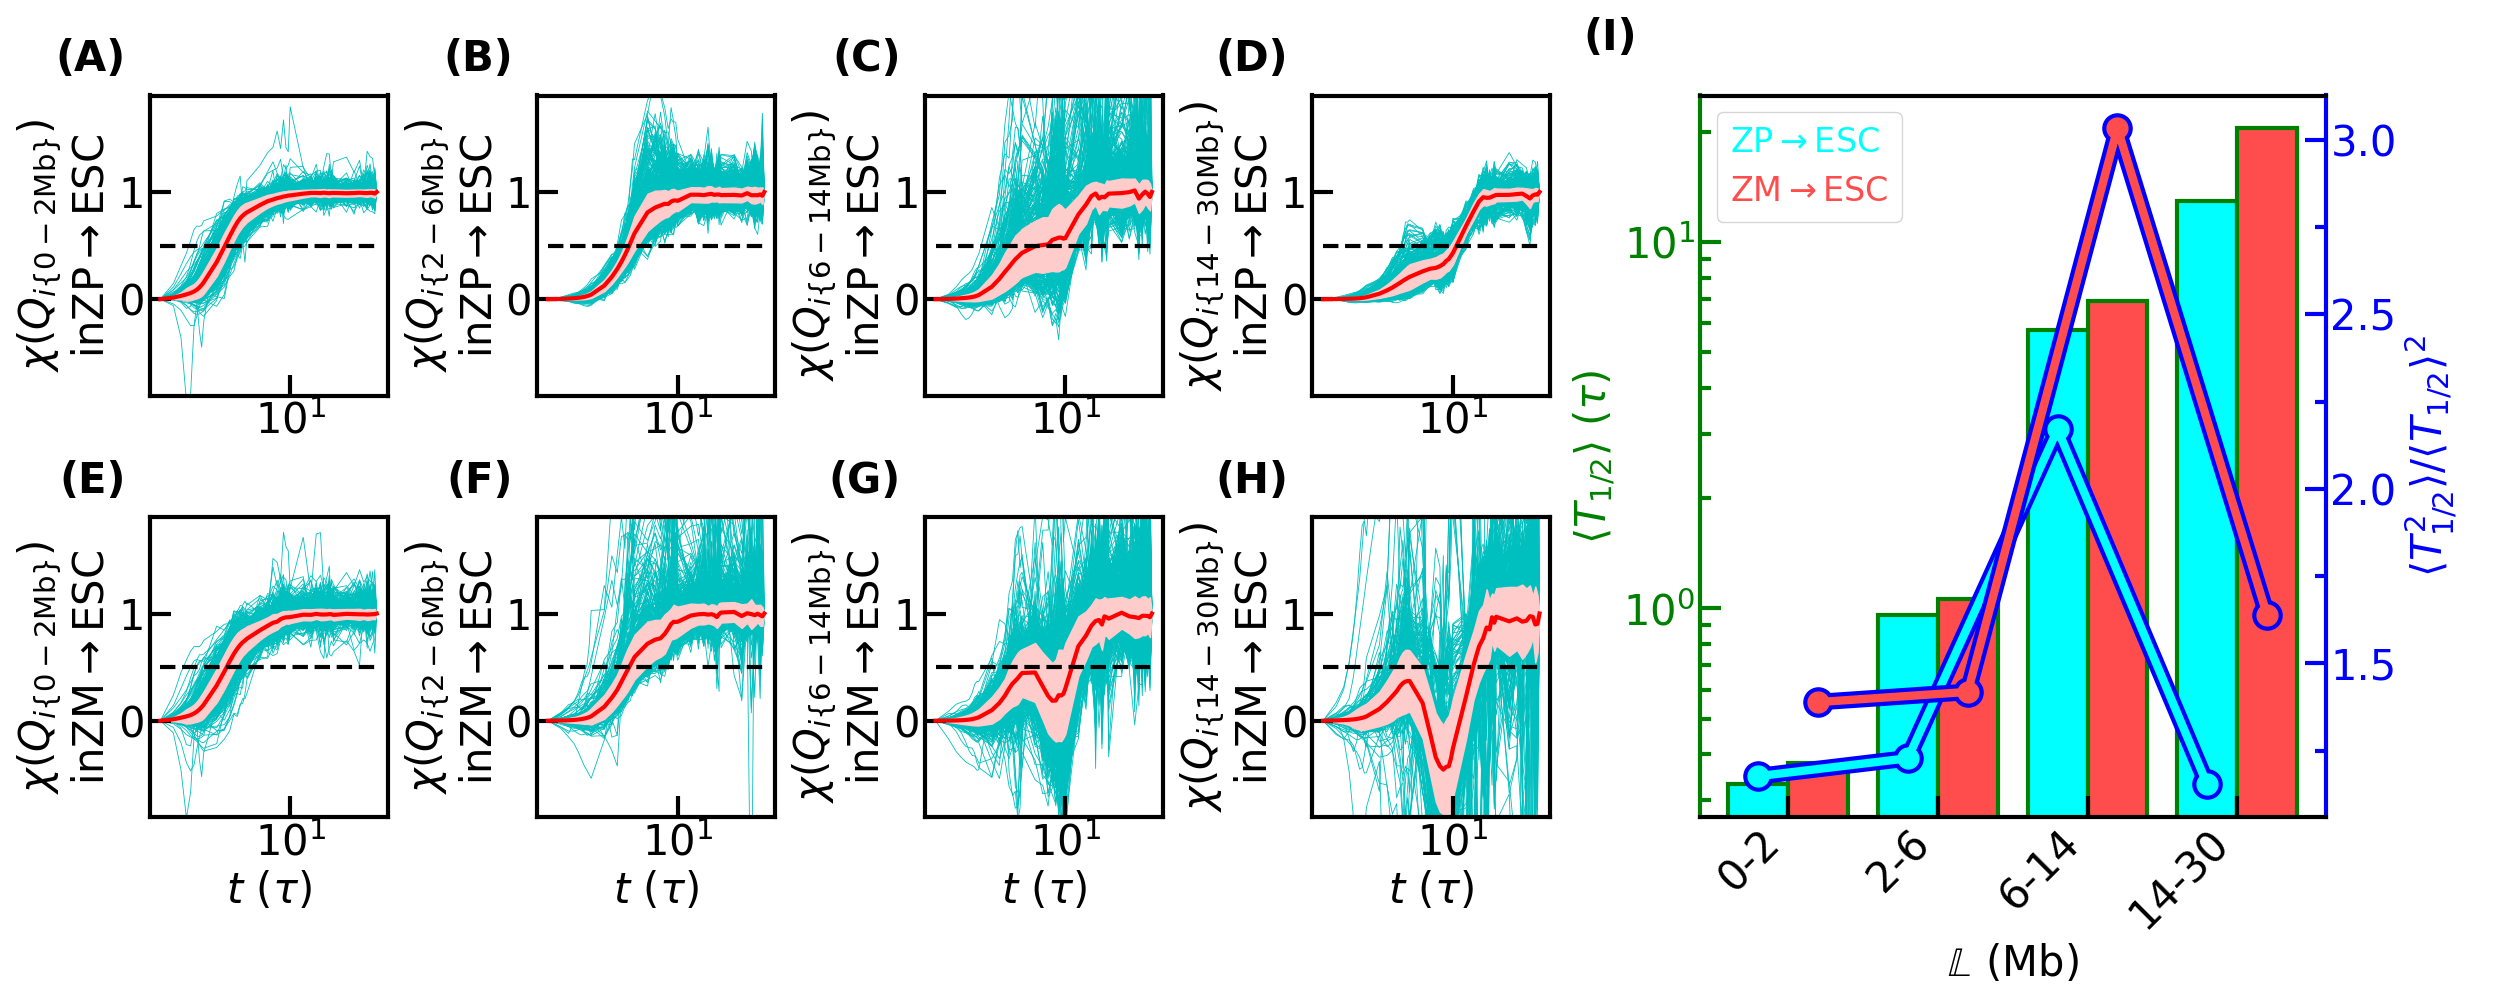 (A)
χ(Q_{i{0−2Mb}})
inZP→ESC
1
0
10^1
(B)
χ(Q_{i{2−6Mb}})
inZP→ESC
1
0
10^1
(C)
χ(Q_{i{6−14Mb}})
inZP→ESC
1
0
10^1
(D)
χ(Q_{i{14−30Mb}})
inZP→ESC
1
0
10^1
(E)
χ(Q_{i{0−2Mb}})
inZM→ESC
1
0
10^1
t (τ)
(F)
χ(Q_{i{2−6Mb}})
inZM→ESC
1
0
10^1
t (τ)
(G)
χ(Q_{i{6−14Mb}})
inZM→ESC
1
0
10^1
t (τ)
(H)
χ(Q_{i{14−30Mb}})
inZM→ESC
1
0
10^1
t (τ)
(I)
ZP→ESC
ZM→ESC
⟨T_{1/2}⟩ (τ)
10^1
10^0
3.0
2.5
2.0
1.5
⟨T^2_{1/2}⟩/⟨T_{1/2}⟩^2
0-2
2-6
6-14
14-30
𝕃 (Mb)